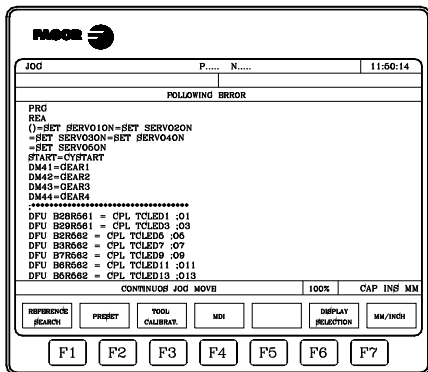 FAGOR
JOG P..... N..... 11:50:14
FOLLOWING ERROR
PRG
REA
()=SET SERVO1ON=SET SERVO2ON
=SET SERVO3ON=SET SERVO4ON
=SET SERVO5ON
START=CYSTART
DM41=GEAR1
DM42=GEAR2
DM43=GEAR3
DM44=GEAR4
;************************************
DFU B28R561 = CPL TCLED1 ;01
DFU B29R561 = CPL TCLED3 ;03
DFU B2R562 = CPL TCLED5 ;05
DFU B3R562 = CPL TCLED7 ;07
DFU B7R562 = CPL TCLED9 ;09
DFU B6R562 = CPL TCLED11 ;011
DFU B5R562 = CPL TCLED13 ;013
CONTINUOS JOG MOVE 100% CAP INS MM
REFERENCE SEARCH PRESET TOOL CALIBRAT. MDI DISPLAY SELECTION MM/INCH
F1 F2 F3 F4 F5 F6 F7